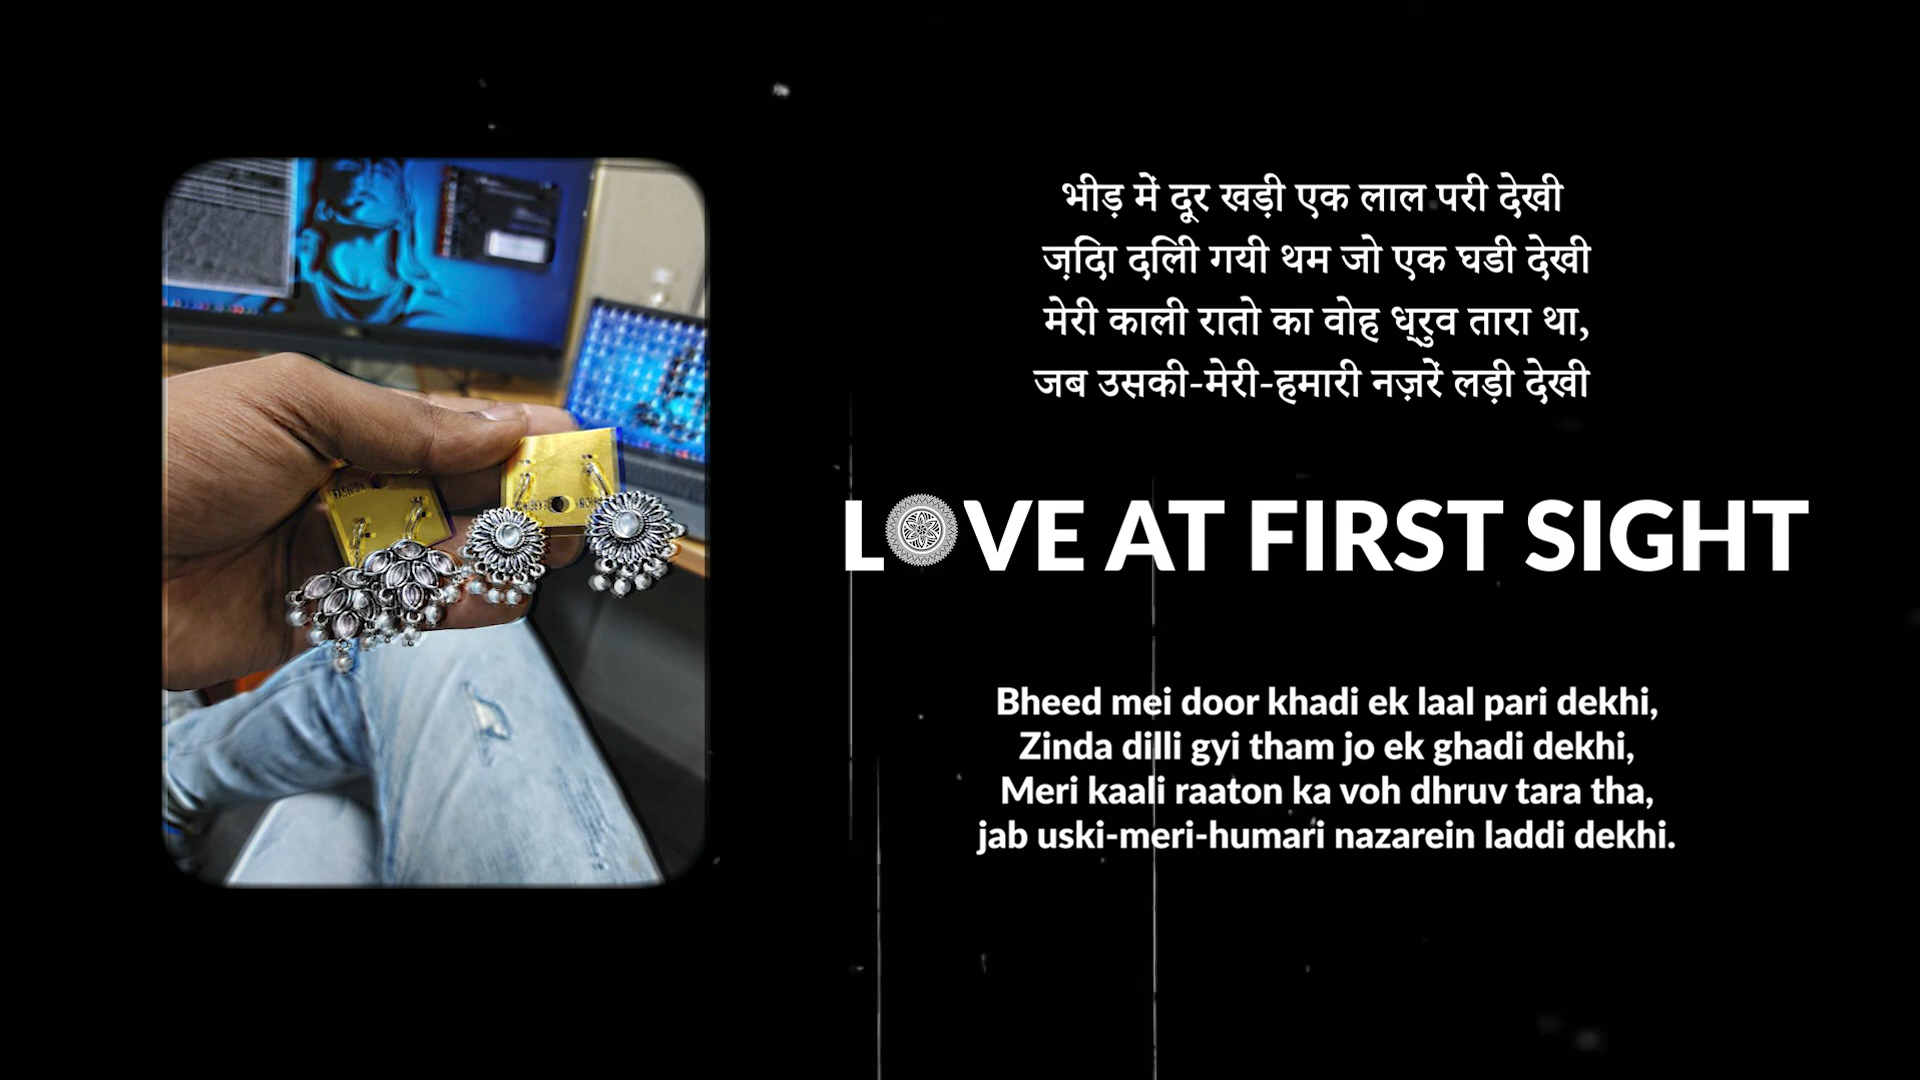 भीड़ में दूर खड़ी एक लाल परी देखी
ज़दिा दलिी गयी थम जो एक घडी देखी
मेरी काली रातो का वोह ध्‌रुव तारा था,
जब उसकी-मेरी-हमारी नज़रें लड़ी देखी
LOVE AT FIRST SIGHT
Bheed mei door khadi ek laal pari dekhi,
Zinda dilli gyi tham jo ek ghadi dekhi,
Meri kaali raaton ka voh dhruv tara tha,
jab uski-meri-humari nazarein laddi dekhi.